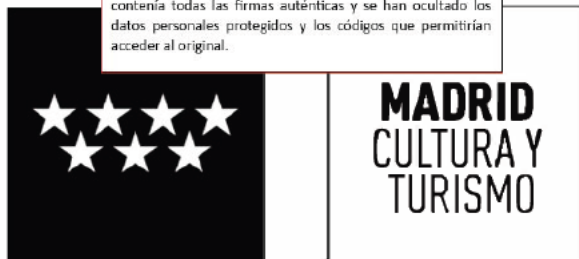 contenía todas las firmas auténticas y se han ocultado los
datos personales protegidos y los códigos que permitirían
acceder al original.
MADRID
CULTURA Y
TURISMO